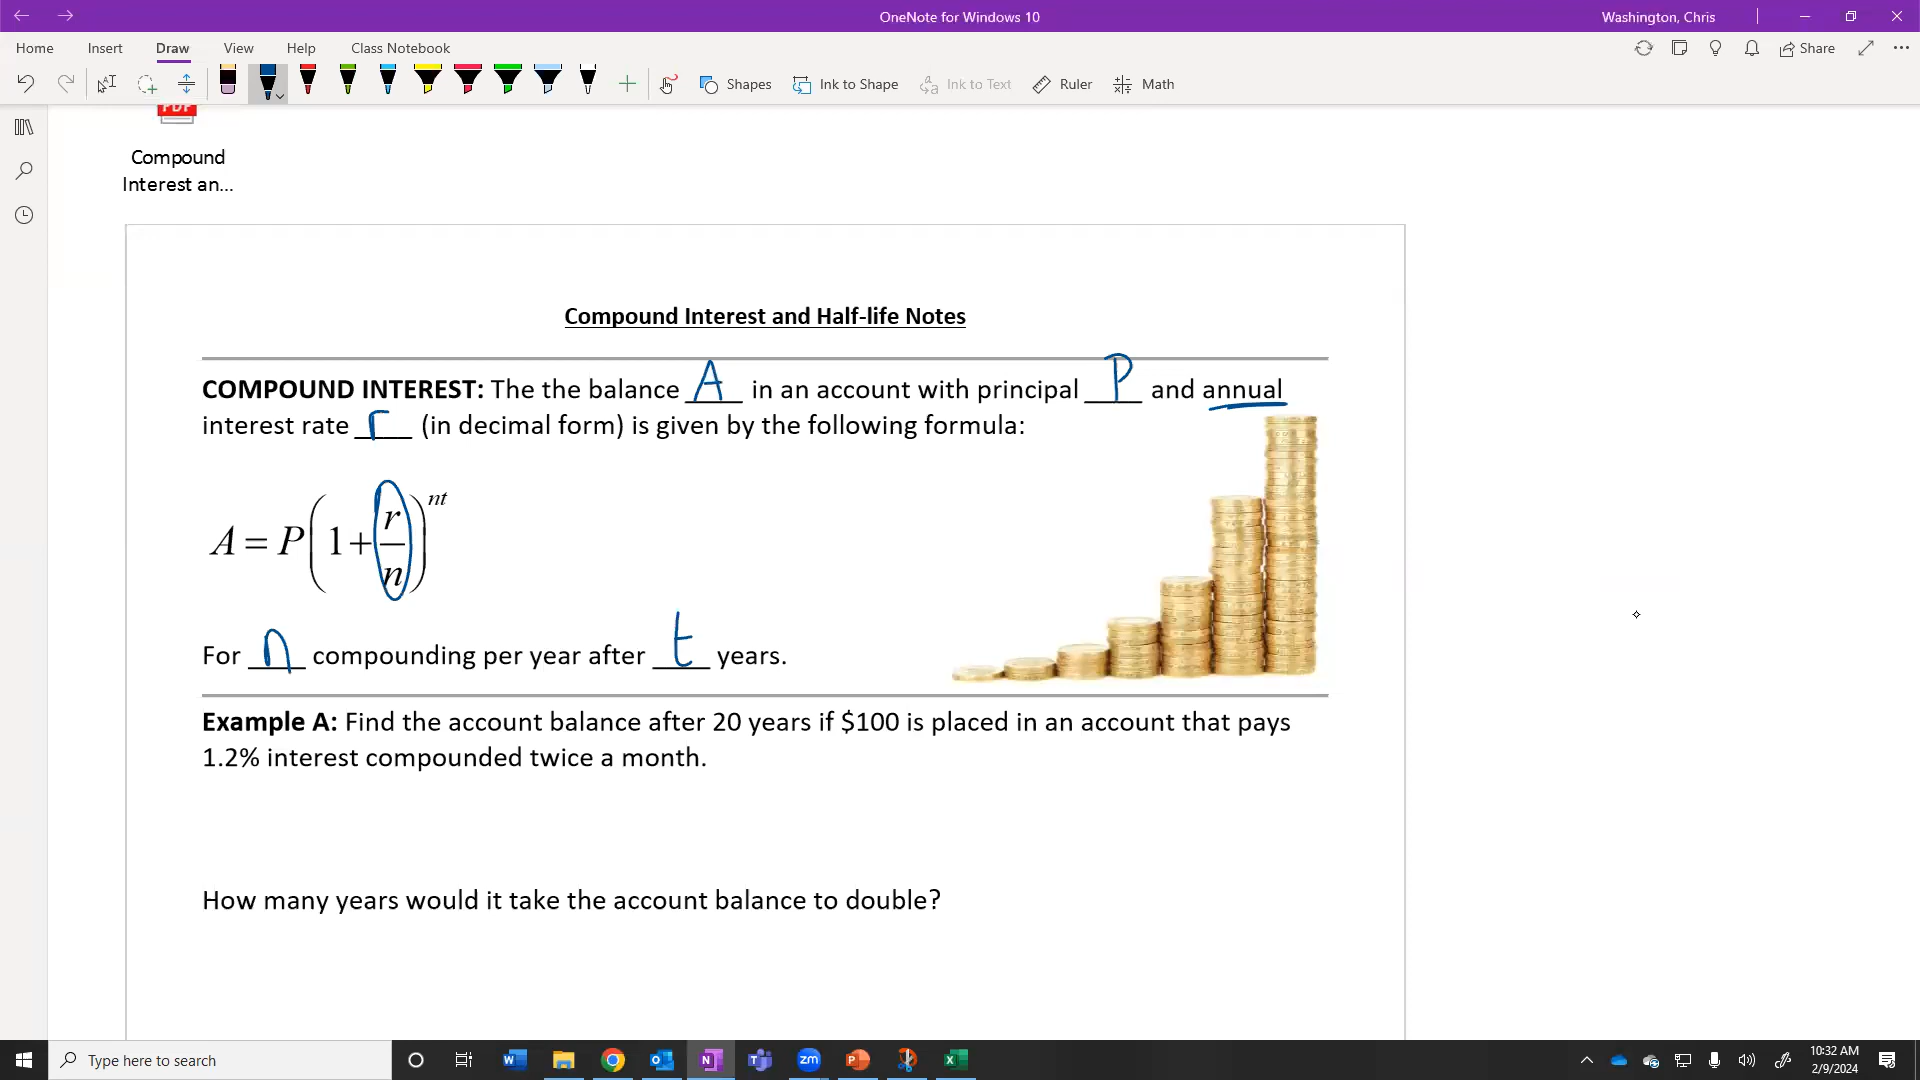 OneNote for Windows 10
Washington, Chris
Home Insert Draw View Help Class Notebook
Share
Shapes Ink to Shape Ink to Text Ruler Math
PDF
Compound
Interest an...
Compound Interest and Half-life Notes
COMPOUND INTEREST: The the balance A in an account with principal P and annual
interest rate r (in decimal form) is given by the following formula:
A = P(1+r/n)^nt
For n compounding per year after t years.
Example A: Find the account balance after 20 years if $100 is placed in an account that pays
1.2% interest compounded twice a month.
How many years would it take the account balance to double?
Type here to search
10:32 AM
2/9/2024